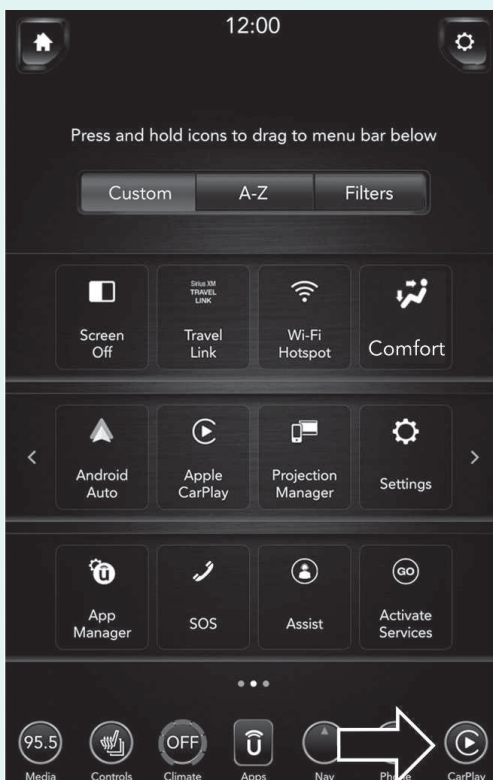 12:00
Press and hold icons to drag to menu bar below
Custom A-Z Filters
Screen Off
Sirius XM
TRAVEL
LINK
Travel Link
Wi-Fi Hotspot
Comfort
Android Auto
Apple CarPlay
Projection Manager
Settings
App Manager
SOS
Assist
GO
Activate Services
95.5 OFF
Media Controls Climate Apps Nav CarPlay